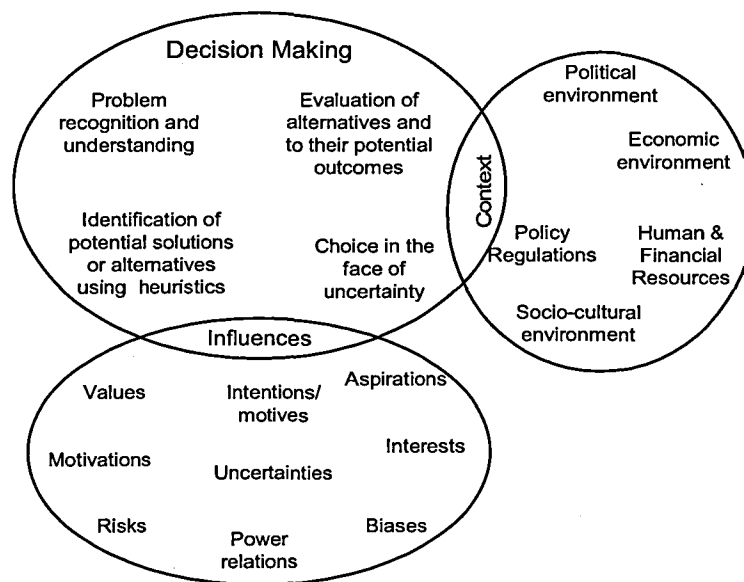 Decision Making
Problem
recognition and
understanding
Evaluation of
alternatives and
to their potential
outcomes
Identification of
potential solutions
or alternatives
using heuristics
Choice in the
face of
uncertainty
Context
Political
environment
Economic
environment
Policy
Regulations
Human &
Financial
Resources
Socio-cultural
environment
Influences
Values
Intentions/
motives
Aspirations
Motivations
Uncertainties
Interests
Risks
Power
relations
Biases